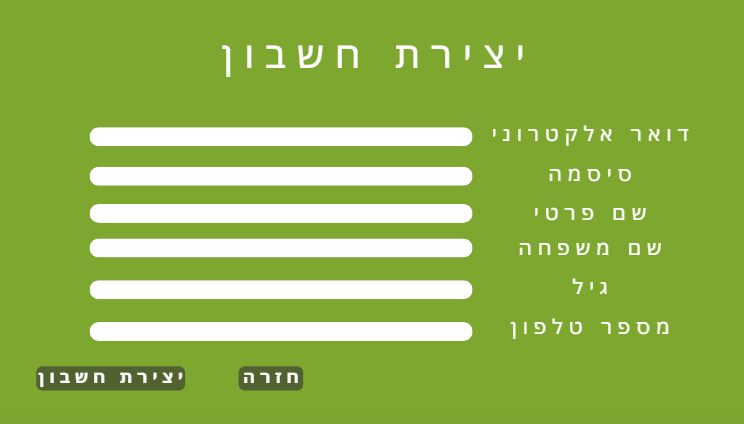 יצירת חשבון
דואר אלקטרוני
סיסמה
שם פרטי
שם משפחה
גיל
מספר טלפון
חזרה
יצירת חשבון